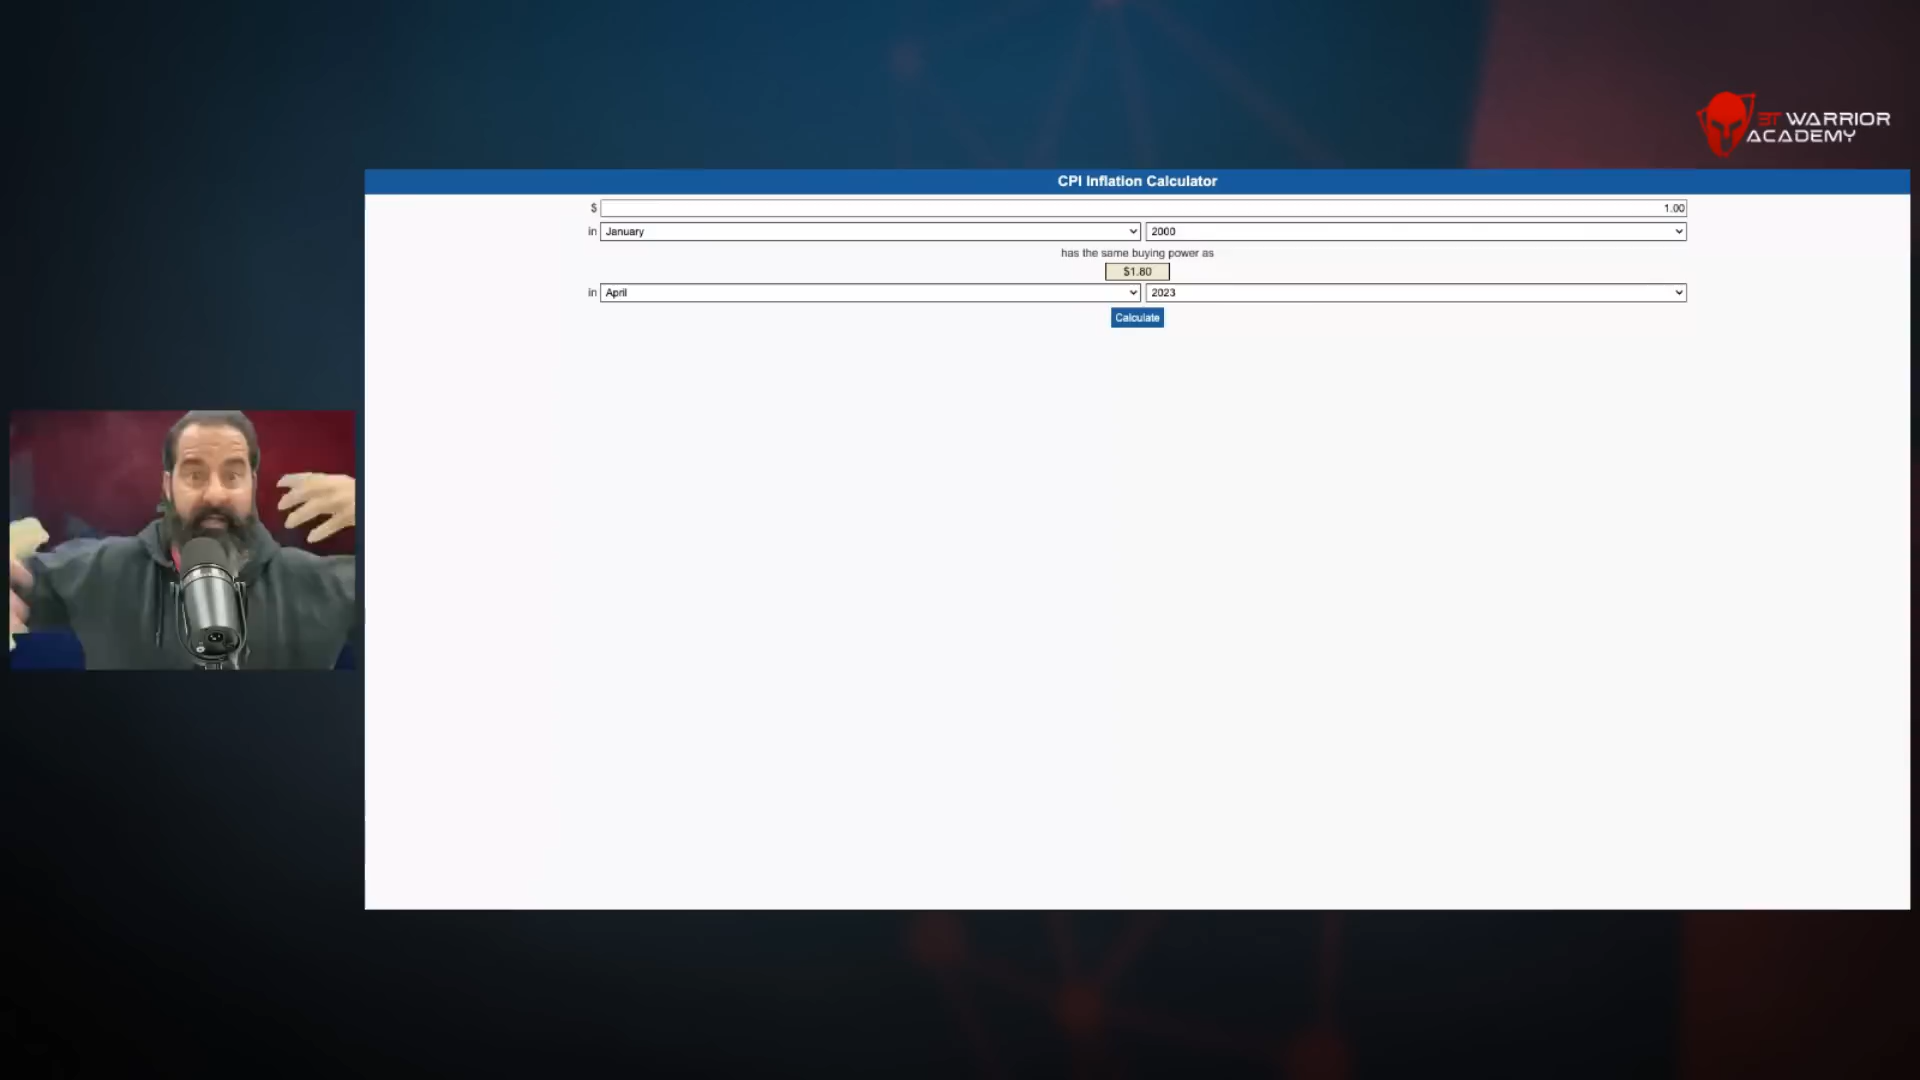 3T WARRIOR
ACADEMY
CPI Inflation Calculator
$ 1.00
in January 2000
has the same buying power as
$1.80
in April 2023
Calculate